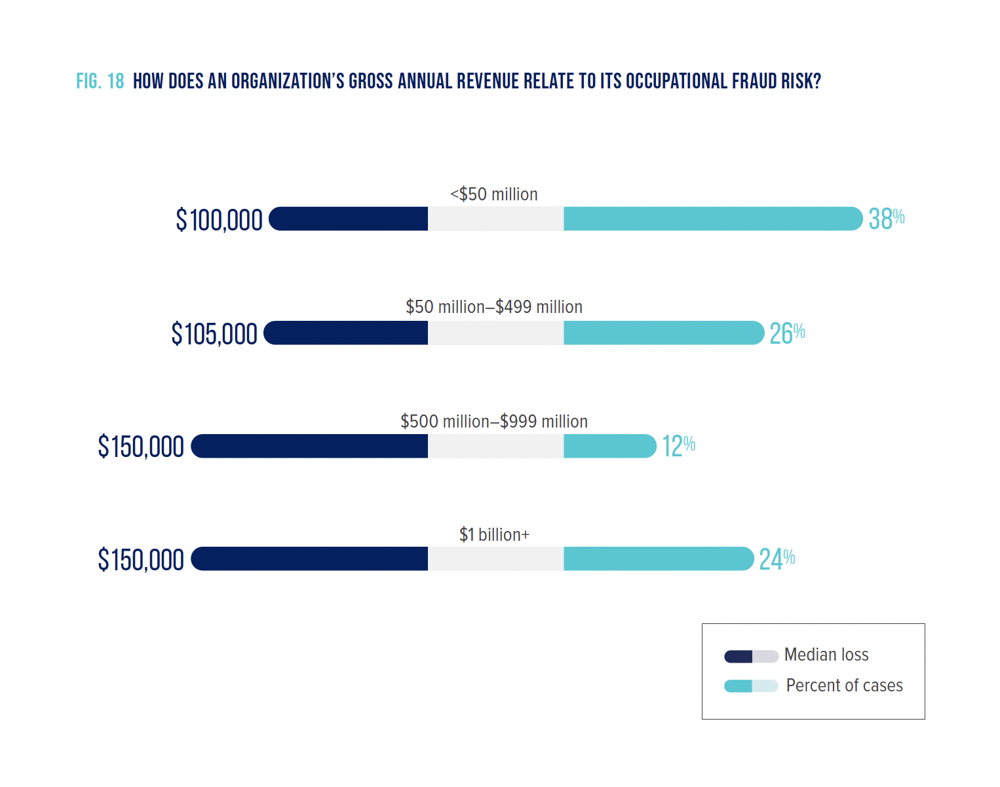 FIG. 18 HOW DOES AN ORGANIZATION’S GROSS ANNUAL REVENUE RELATE TO ITS OCCUPATIONAL FRAUD RISK?
<$50 million
$100,000 38%
$50 million–$499 million
$105,000 26%
$500 million–$999 million
$150,000 12%
$1 billion+
$150,000 24%
Median loss
Percent of cases